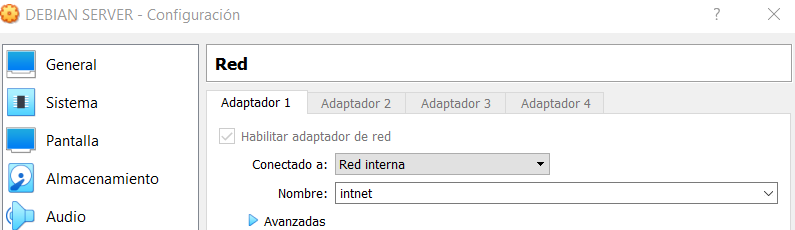 DEBIAN SERVER - Configuración ? ×
General
Sistema
Pantalla
Almacenamiento
Audio
Red
Adaptador 1 Adaptador 2 Adaptador 3 Adaptador 4
Habilitar adaptador de red
Conectado a: Red interna
Nombre: intnet
Avanzadas